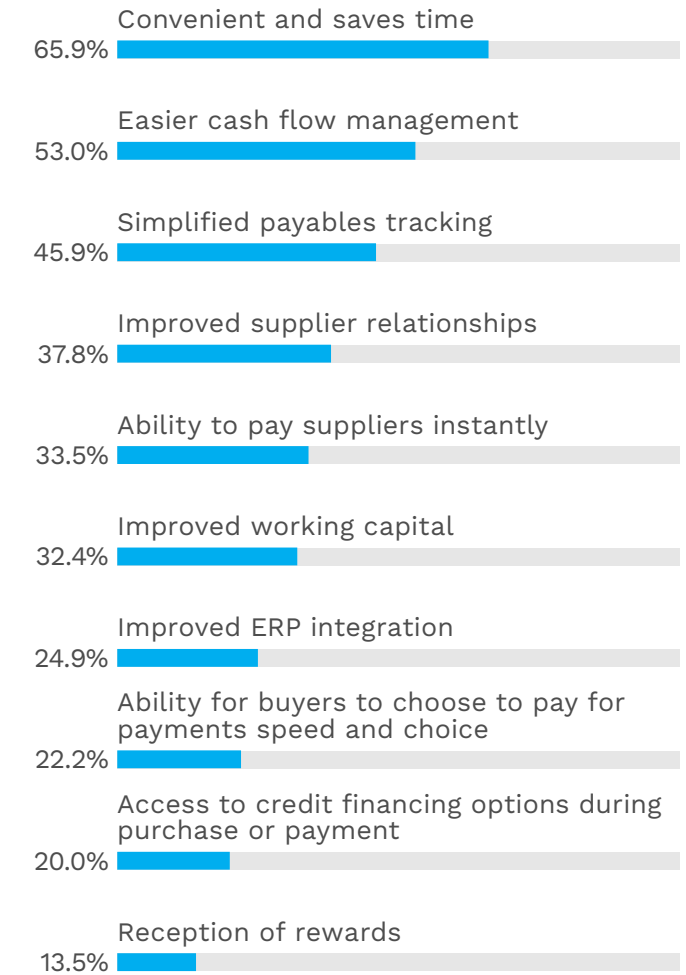 Convenient and saves time
65.9%
Easier cash flow management
53.0%
Simplified payables tracking
45.9%
Improved supplier relationships
37.8%
Ability to pay suppliers instantly
33.5%
Improved working capital
32.4%
Improved ERP integration
24.9%
Ability for buyers to choose to pay for
payments speed and choice
22.2%
Access to credit financing options during
purchase or payment
20.0%
Reception of rewards
13.5%